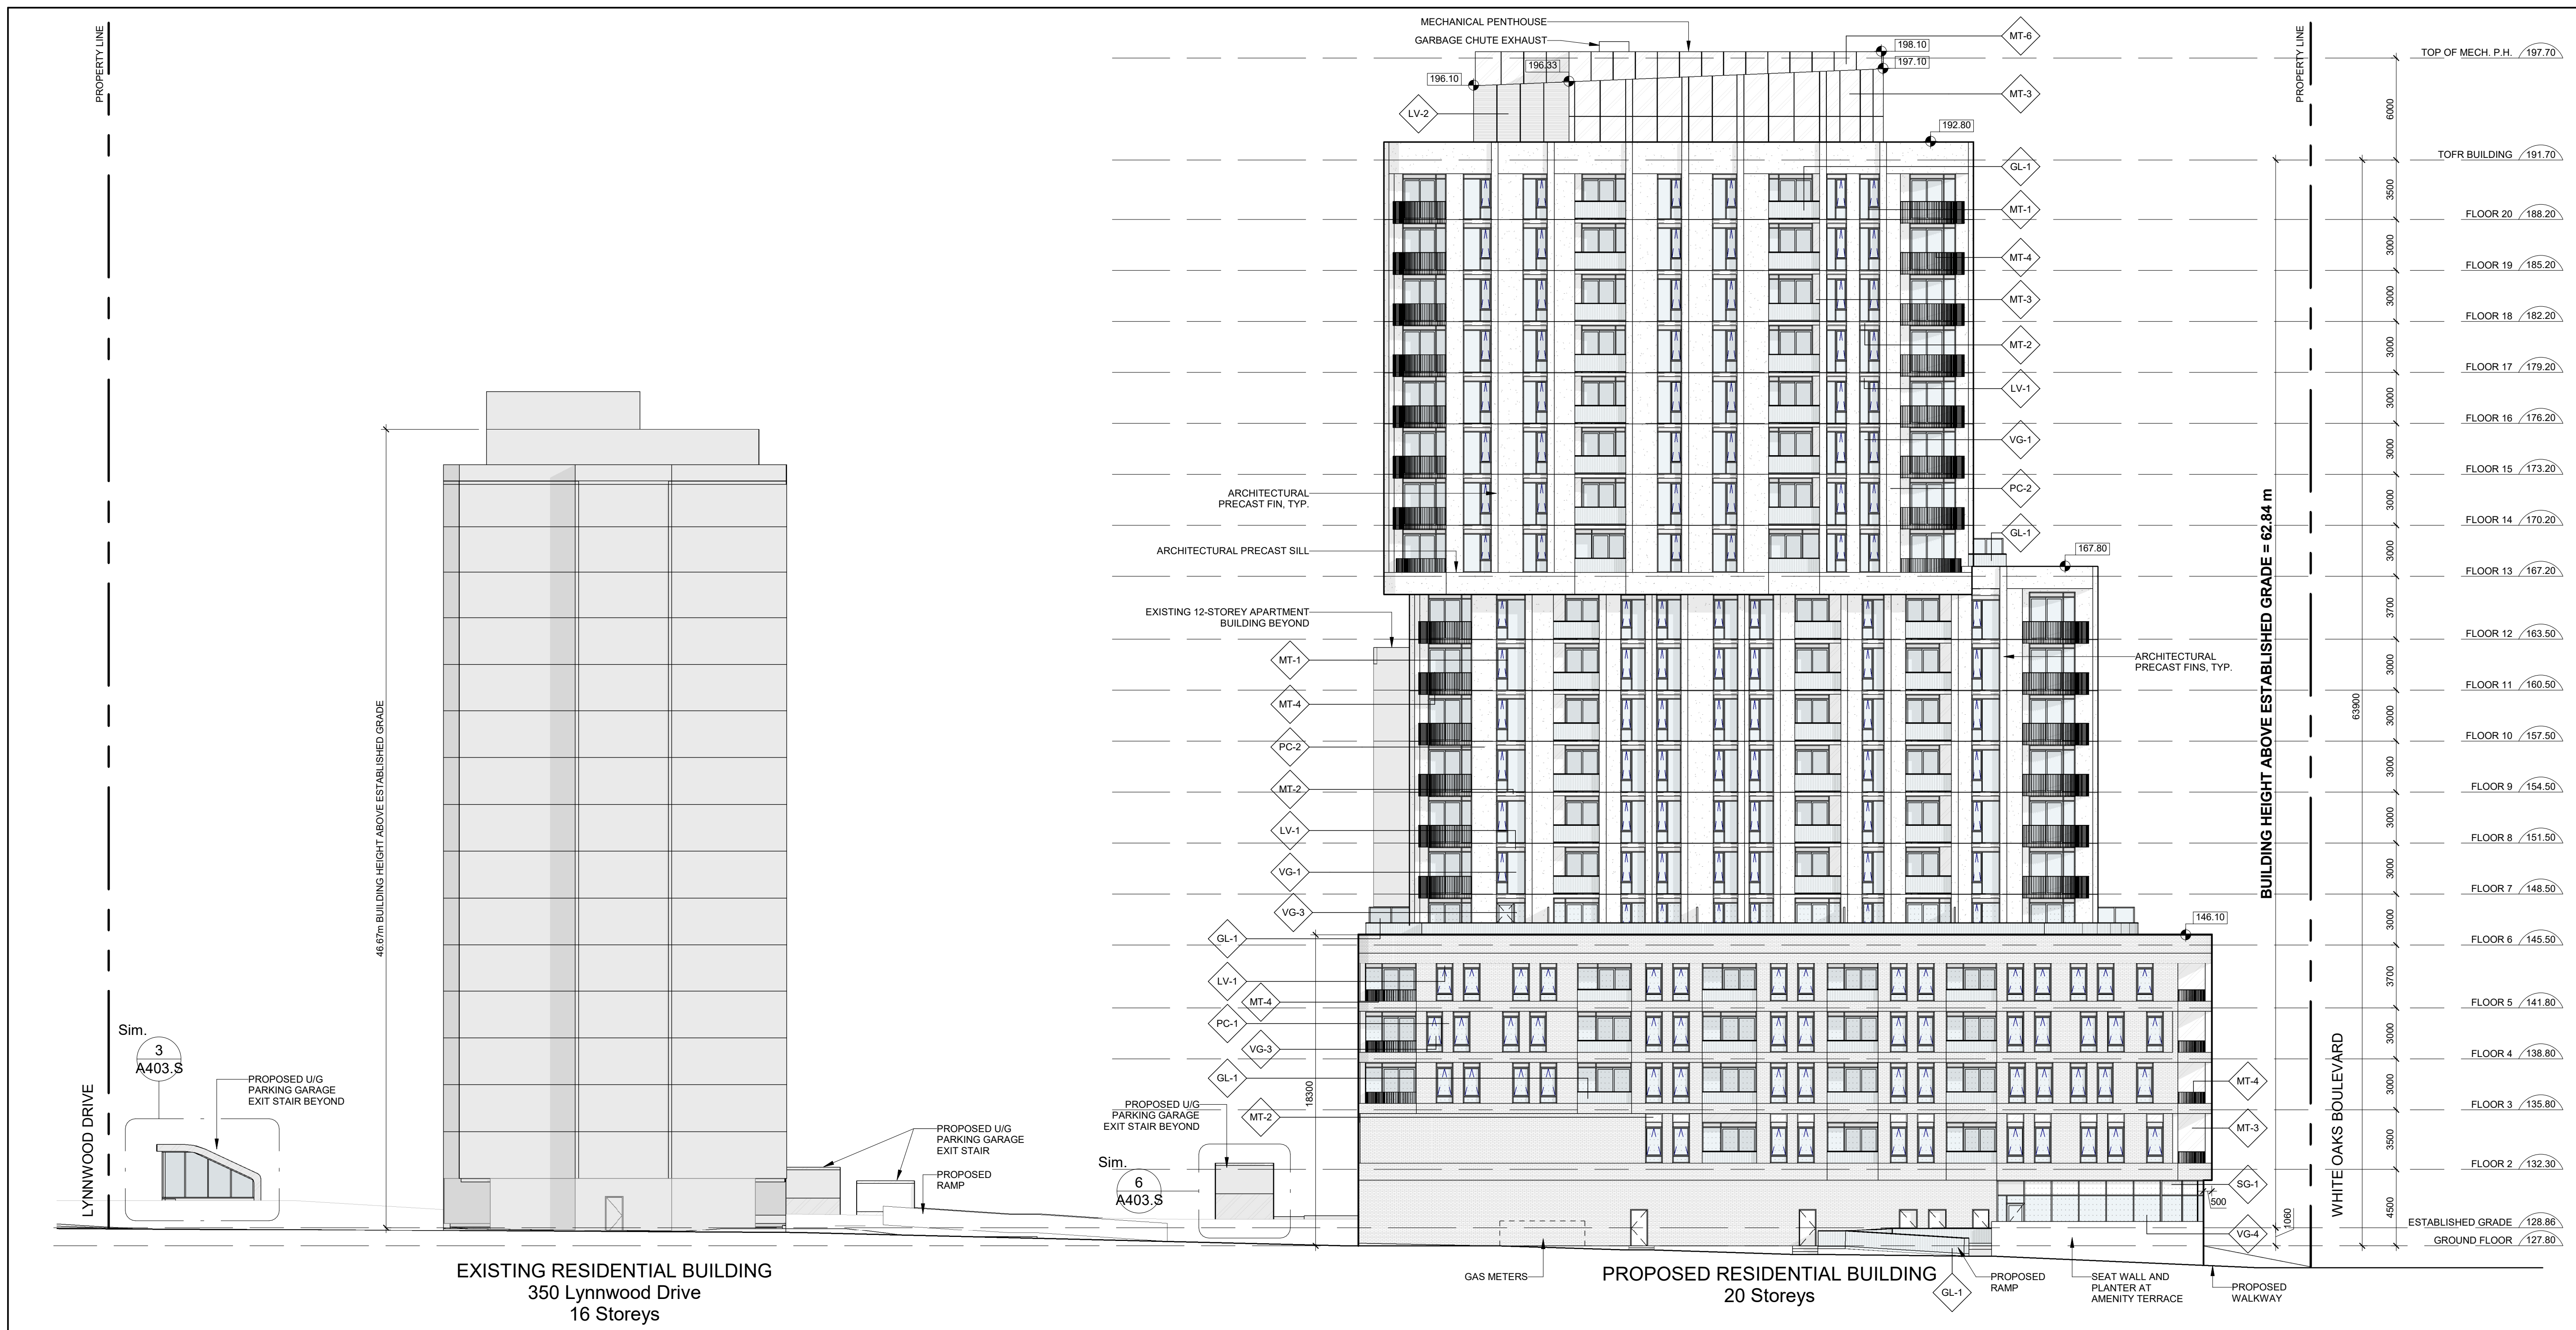 PROPERTY LINE
MECHANICAL PENTHOUSE
GARBAGE CHUTE EXHAUST
196.10
196.33
198.10
197.10
192.80
MT-6
MT-3
LV-2
GL-1
MT-1
MT-4
MT-3
MT-2
LV-1
VG-1
PC-2
GL-1
167.80
ARCHITECTURAL
PRECAST FIN, TYP.
ARCHITECTURAL PRECAST SILL
EXISTING 12-STOREY APARTMENT
BUILDING BEYOND
ARCHITECTURAL
PRECAST FINS, TYP.
MT-1
MT-4
PC-2
MT-2
LV-1
VG-1
VG-3
GL-1
LV-1
MT-4
PC-1
VG-3
GL-1
MT-2
18300
146.10
MT-4
MT-3
SG-1
500
VG-4
1060
PROPERTY LINE
BUILDING HEIGHT ABOVE ESTABLISHED GRADE = 62.84 m
63900
WHITE OAKS BOULEVARD
TOP OF MECH. P.H. 197.70
6000
TOFR BUILDING 191.70
3500
FLOOR 20 188.20
3000
FLOOR 19 185.20
3000
FLOOR 18 182.20
3000
FLOOR 17 179.20
3000
FLOOR 16 176.20
3000
FLOOR 15 173.20
3000
FLOOR 14 170.20
3000
FLOOR 13 167.20
3700
FLOOR 12 163.50
3000
FLOOR 11 160.50
3000
FLOOR 10 157.50
3000
FLOOR 9 154.50
3000
FLOOR 8 151.50
3000
FLOOR 7 148.50
3000
FLOOR 6 145.50
3700
FLOOR 5 141.80
3000
FLOOR 4 138.80
3000
FLOOR 3 135.80
3500
FLOOR 2 132.30
4500
ESTABLISHED GRADE 128.86
GROUND FLOOR 127.80
46.67m BUILDING HEIGHT ABOVE ESTABLISHED GRADE
LYNNWOOD DRIVE
Sim.
3
A403.S
PROPOSED U/G
PARKING GARAGE
EXIT STAIR BEYOND
PROPOSED U/G
PARKING GARAGE
EXIT STAIR
PROPOSED
RAMP
PROPOSED U/G
PARKING GARAGE
EXIT STAIR BEYOND
Sim.
6
A403.S
EXISTING RESIDENTIAL BUILDING
350 Lynnwood Drive
16 Storeys
GAS METERS
PROPOSED RESIDENTIAL BUILDING
20 Storeys
GL-1
PROPOSED
RAMP
SEAT WALL AND
PLANTER AT
AMENITY TERRACE
PROPOSED
WALKWAY